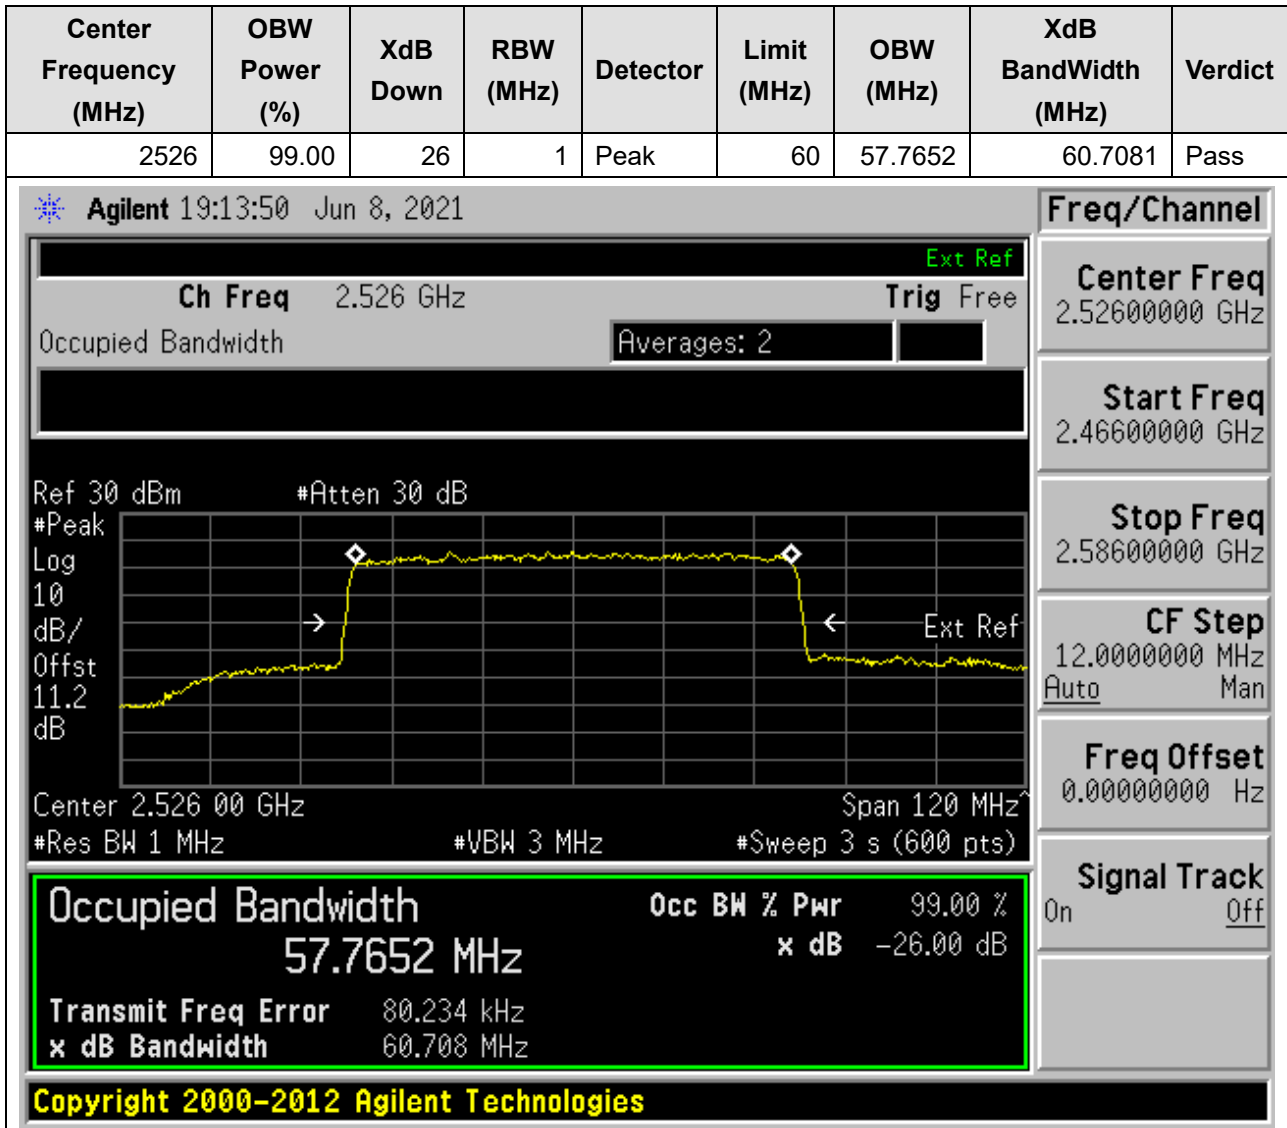 Center Frequency (MHz) OBW Power (%) XdB Down RBW (MHz) Detector Limit (MHz) OBW (MHz) XdB BandWidth (MHz) Verdict
2526 99.00 26 1 Peak 60 57.7652 60.7081 Pass
Agilent 19:13:50 Jun 8, 2021
Freq/Channel
Ext Ref
Ch Freq 2.526 GHz Trig Free
Occupied Bandwidth Averages: 2
Center Freq
2.52600000 GHz
Start Freq
2.46600000 GHz
Stop Freq
2.58600000 GHz
CF Step
12.0000000 MHz
Auto Man
Freq Offset
0.00000000 Hz
Signal Track
On Off
Ref 30 dBm #Atten 30 dB
#Peak
Log
10
dB/
Offst
11.2
dB
Ext Ref
Center 2.526 00 GHz Span 120 MHz^
#Res BW 1 MHz #VBW 3 MHz #Sweep 3 s (600 pts)
Occupied Bandwidth
57.7652 MHz
Occ BW % Pwr 99.00 %
x dB -26.00 dB
Transmit Freq Error 80.234 kHz
x dB Bandwidth 60.708 MHz
Copyright 2000-2012 Agilent Technologies